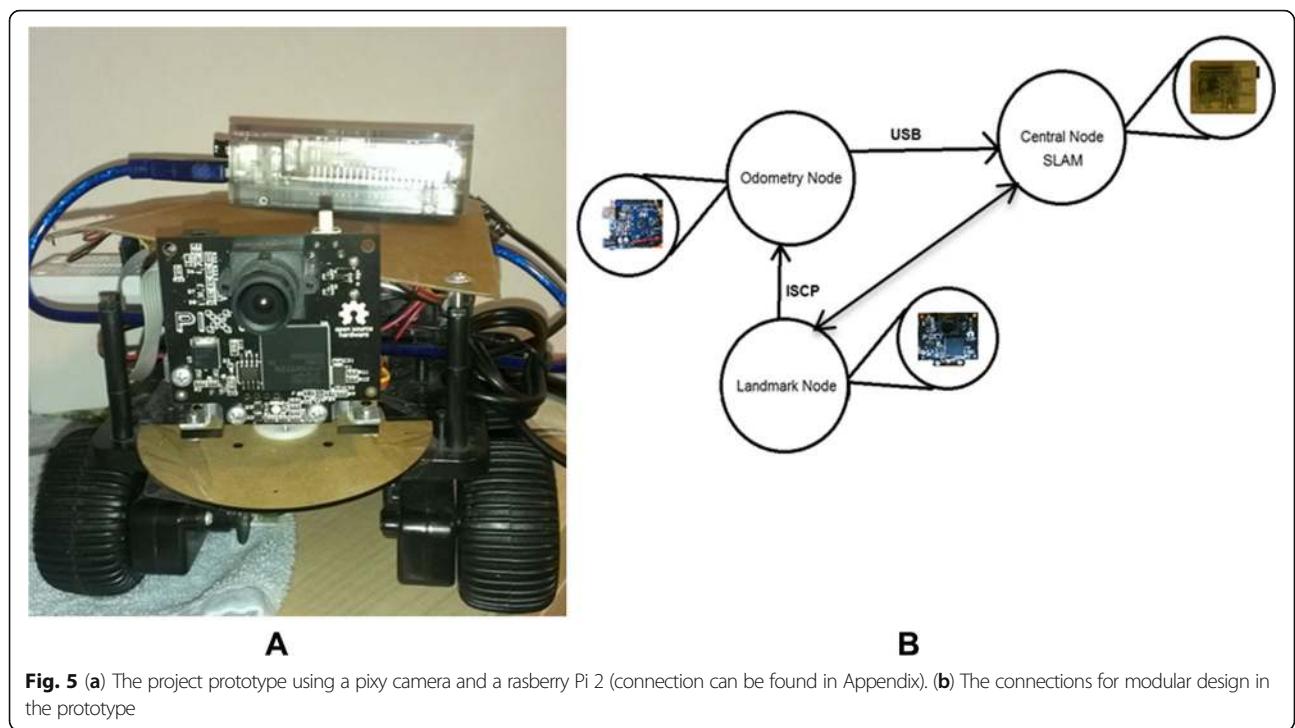 PIX
open source
hardware
A
USB
Central Node
SLAM
Odometry Node
ISCP
Landmark Node
B
Fig. 5 (a) The project prototype using a pixy camera and a rasberry Pi 2 (connection can be found in Appendix). (b) The connections for modular design in
the prototype